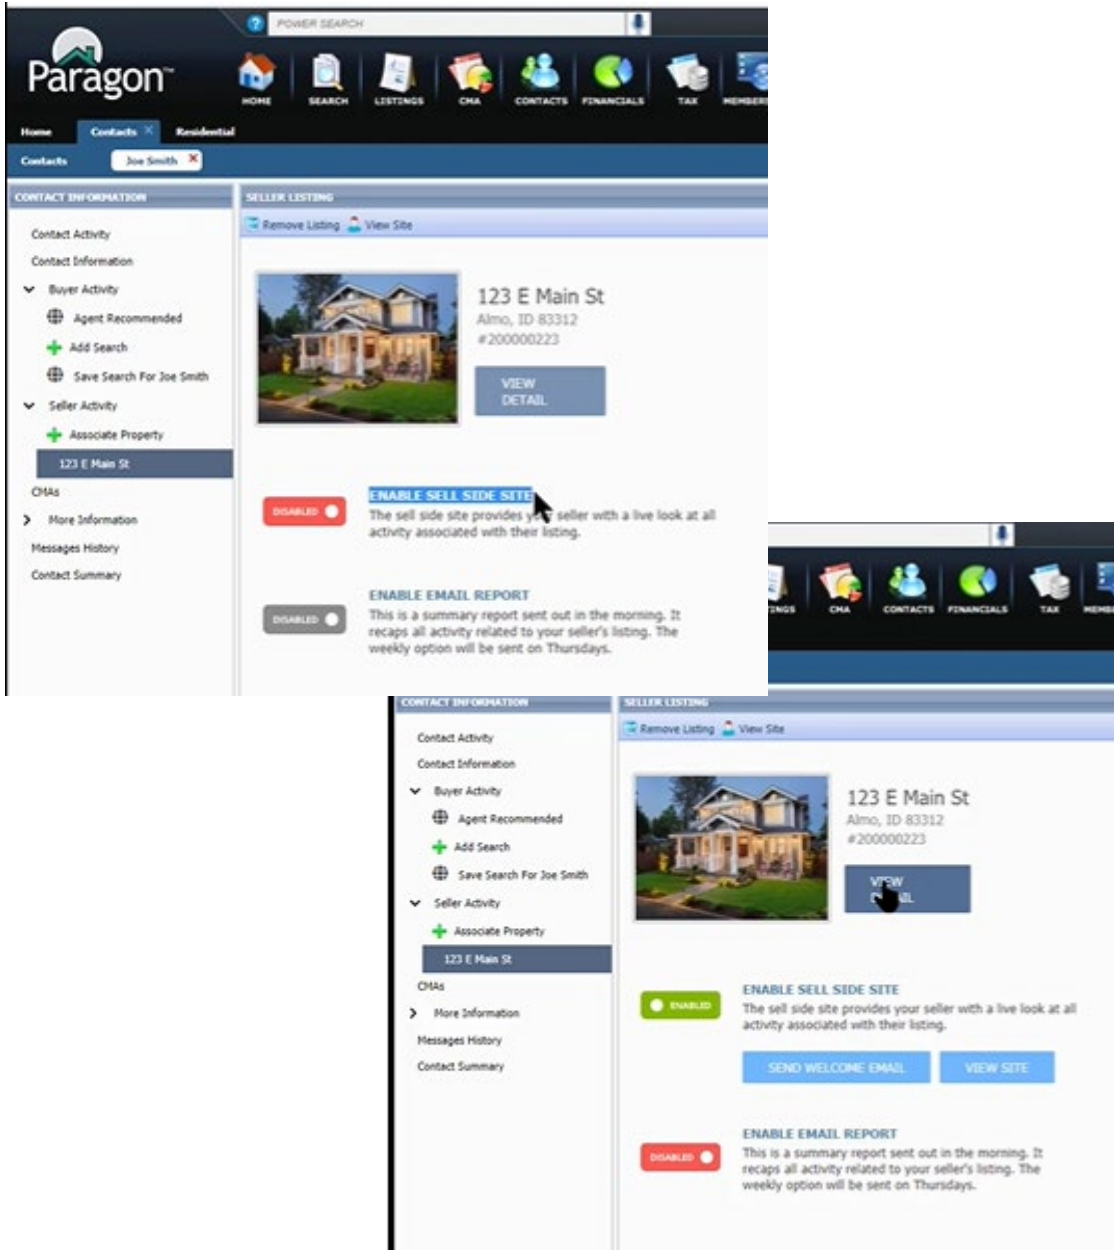 POWER SEARCH
Paragon
HOME SEARCH LISTINGS CMA CONTACTS FINANCIALS TAX MEMBERS
Home Contacts Residential
Contacts Joe Smith
CONTACT INFORMATION
Contact Activity
Contact Information
Buyer Activity
Agent Recommended
Add Search
Save Search For Joe Smith
Seller Activity
Associate Property
123 E Main St
CMAs
More Information
Messages History
Contact Summary
SELLER LISTING
Remove Listing View Site
123 E Main St
Almo, ID 83312
#200000223
VIEW
DETAIL
DISABLED
ENABLE SELL SIDE SITE
The sell side site provides your seller with a live look at all
activity associated with their listing.
DISABLED
ENABLE EMAIL REPORT
This is a summary report sent out in the morning. It
recaps all activity related to your seller's listing. The
weekly option will be sent on Thursdays.
INGS CMA CONTACTS FINANCIALS TAX MEMB
CONTACT INFORMATION
Contact Activity
Contact Information
Buyer Activity
Agent Recommended
Add Search
Save Search For Joe Smith
Seller Activity
Associate Property
123 E Main St
CMAs
More Information
Messages History
Contact Summary
SELLER LISTING
Remove Listing View Site
123 E Main St
Almo, ID 83312
#200000223
VIEW
DETAIL
ENABLED
ENABLE SELL SIDE SITE
The sell side site provides your seller with a live look at all
activity associated with their listing.
SEND WELCOME EMAIL VIEW SITE
DISABLED
ENABLE EMAIL REPORT
This is a summary report sent out in the morning. It
recaps all activity related to your seller's listing. The
weekly option will be sent on Thursdays.